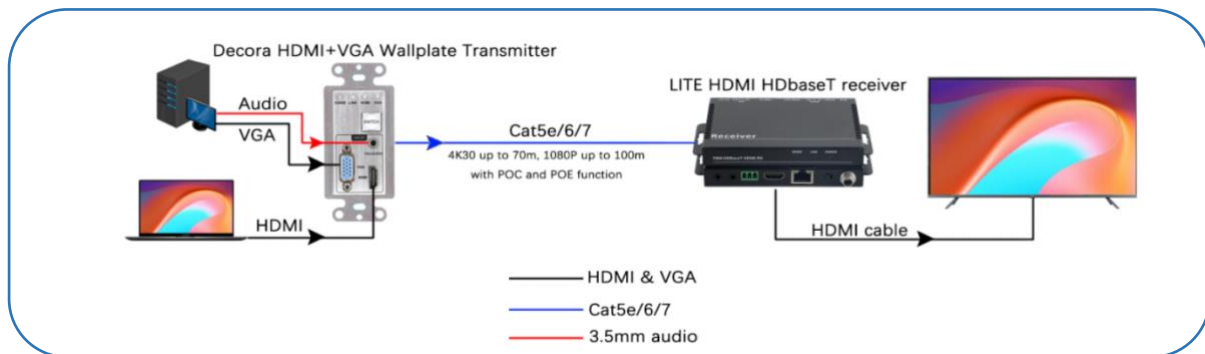 Decora HDMI+VGA Wallplate Transmitter
LITE HDMI HDbaseT receiver
Audio
VGA
Cat5e/6/7
4K30 up to 70m, 1080P up to 100m
with POC and POE function
Receiver
HDMI
HDMI cable
HDMI & VGA
Cat5e/6/7
3.5mm audio